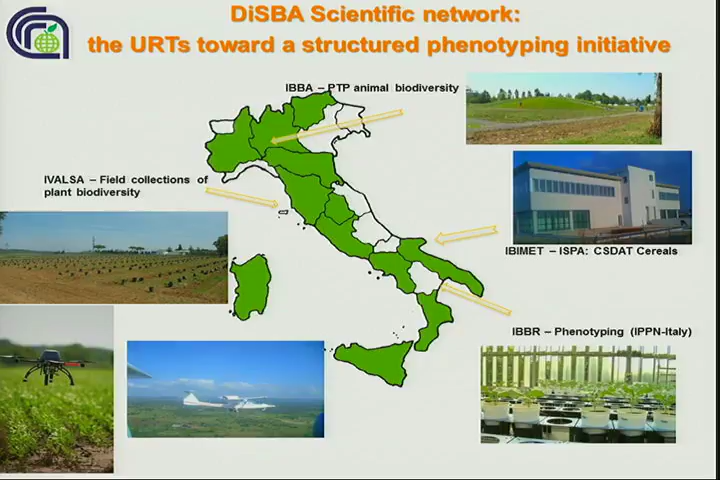 DiSBA Scientific network:
the URTs toward a structured phenotyping initiative
IBBA – PTP animal biodiversity
IVALSA – Field collections of
plant biodiversity
IBIMET – ISPA: CSDAT Cereals
IBBR – Phenotyping (IPPN-Italy)